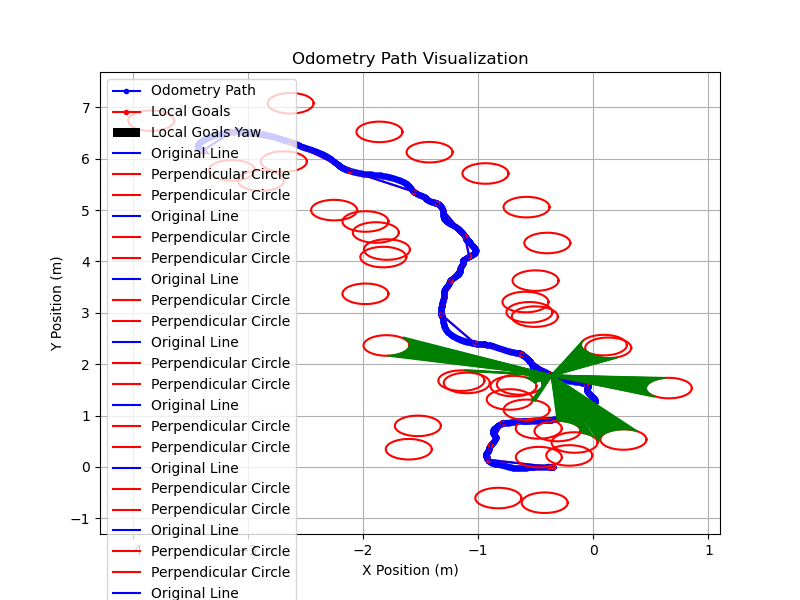 Odometry Path Visualization
Y Position (m)
7
6
5
4
3
2
1
0
−1
Odometry Path
Local Goals
Local Goals Yaw
Original Line
Perpendicular Circle
Perpendicular Circle
Original Line
Perpendicular Circle
Perpendicular Circle
Original Line
Perpendicular Circle
Perpendicular Circle
Original Line
Perpendicular Circle
Perpendicular Circle
Original Line
Perpendicular Circle
Perpendicular Circle
Original Line
Perpendicular Circle
Perpendicular Circle
Original Line
Perpendicular Circle
Perpendicular Circle
Original Line
−4 −3 −2 −1 0 1
X Position (m)